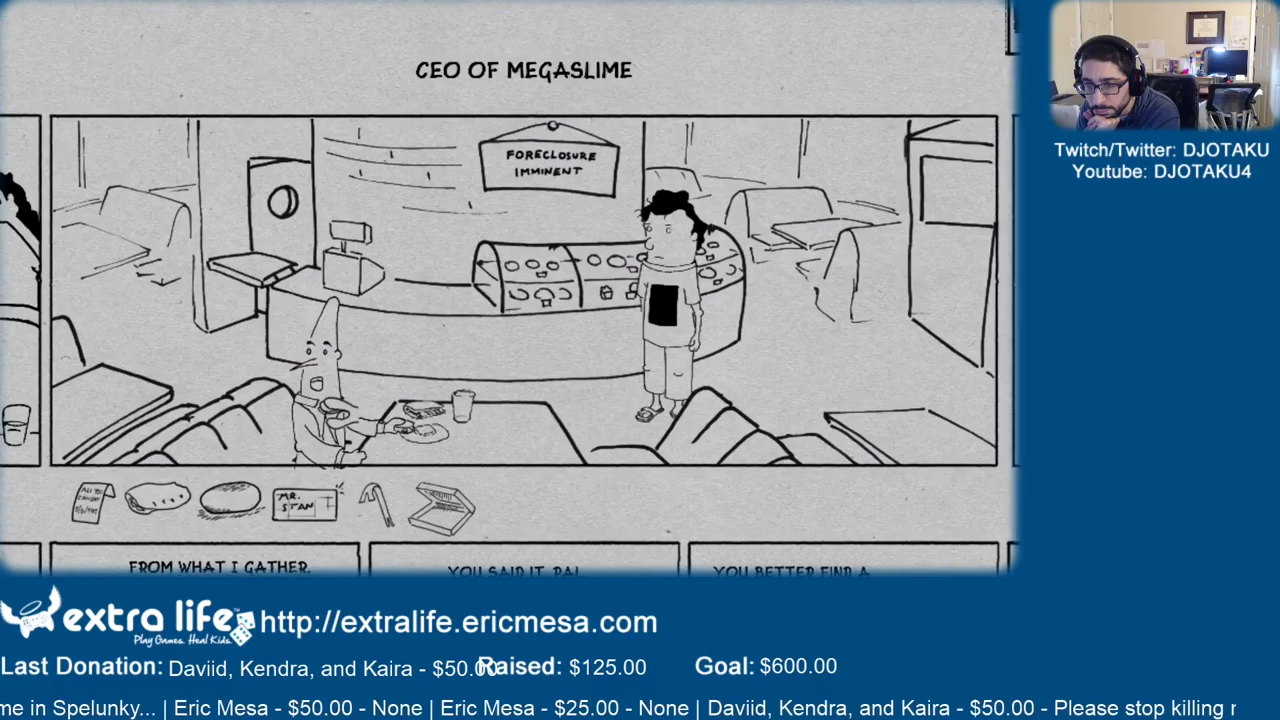 CEO OF MEGASLIME
FORECLOSURE
IMMINENT
Twitch/Twitter: DJOTAKU
Youtube: DJOTAKU4
MR.
STAN
FROM WHAT I GATHER,
YOU SAID IT, PAL
YOU BETTER FIND A
extra life
Play Games. Heal Kids.
http://extralife.ericmesa.com
Last Donation: Daviid, Kendra, and Kaira - $50.00 Raised: $125.00 Goal: $600.00
me in Spelunky... | Eric Mesa - $50.00 - None | Eric Mesa - $25.00 - None | Daviid, Kendra, and Kaira - $50.00 - Please stop killing